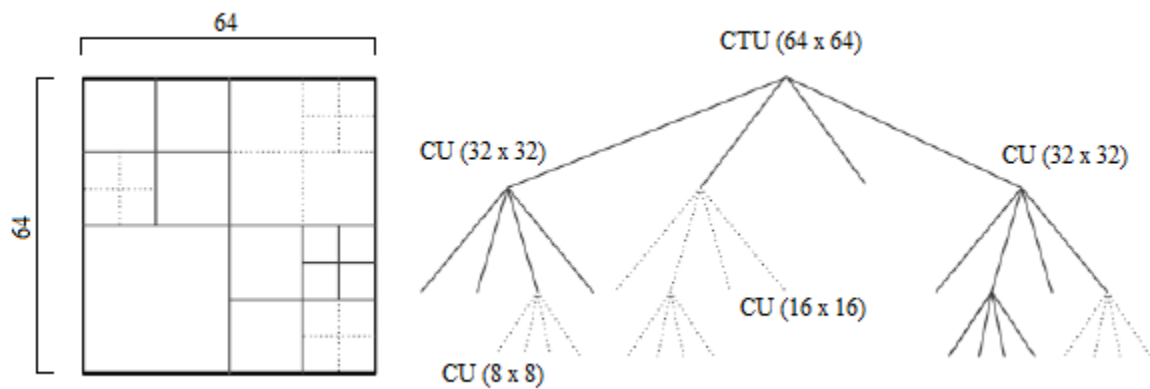 64
64
CTU (64 x 64)
CU (32 x 32)
CU (32 x 32)
CU (16 x 16)
CU (8 x 8)